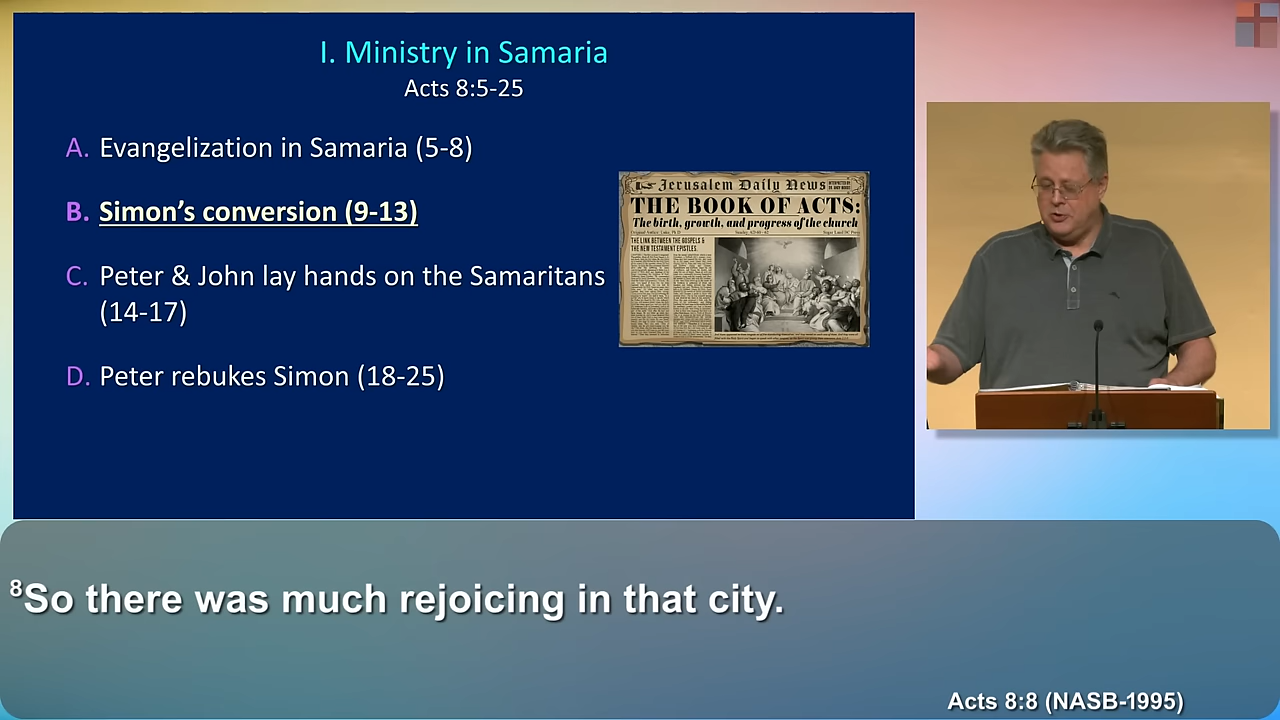 I. Ministry in Samaria
Acts 8:5-25
A. Evangelization in Samaria (5-8)
B. Simon’s conversion (9-13)
C. Peter & John lay hands on the Samaritans
(14-17)
D. Peter rebukes Simon (18-25)
Jerusalem Daily News
THE BOOK OF ACTS:
The birth, growth, and progress of the church
THE LINK BETWEEN THE GOSPELS &
THE NEW TESTAMENT EPISTLES.
8So there was much rejoicing in that city.
Acts 8:8 (NASB-1995)